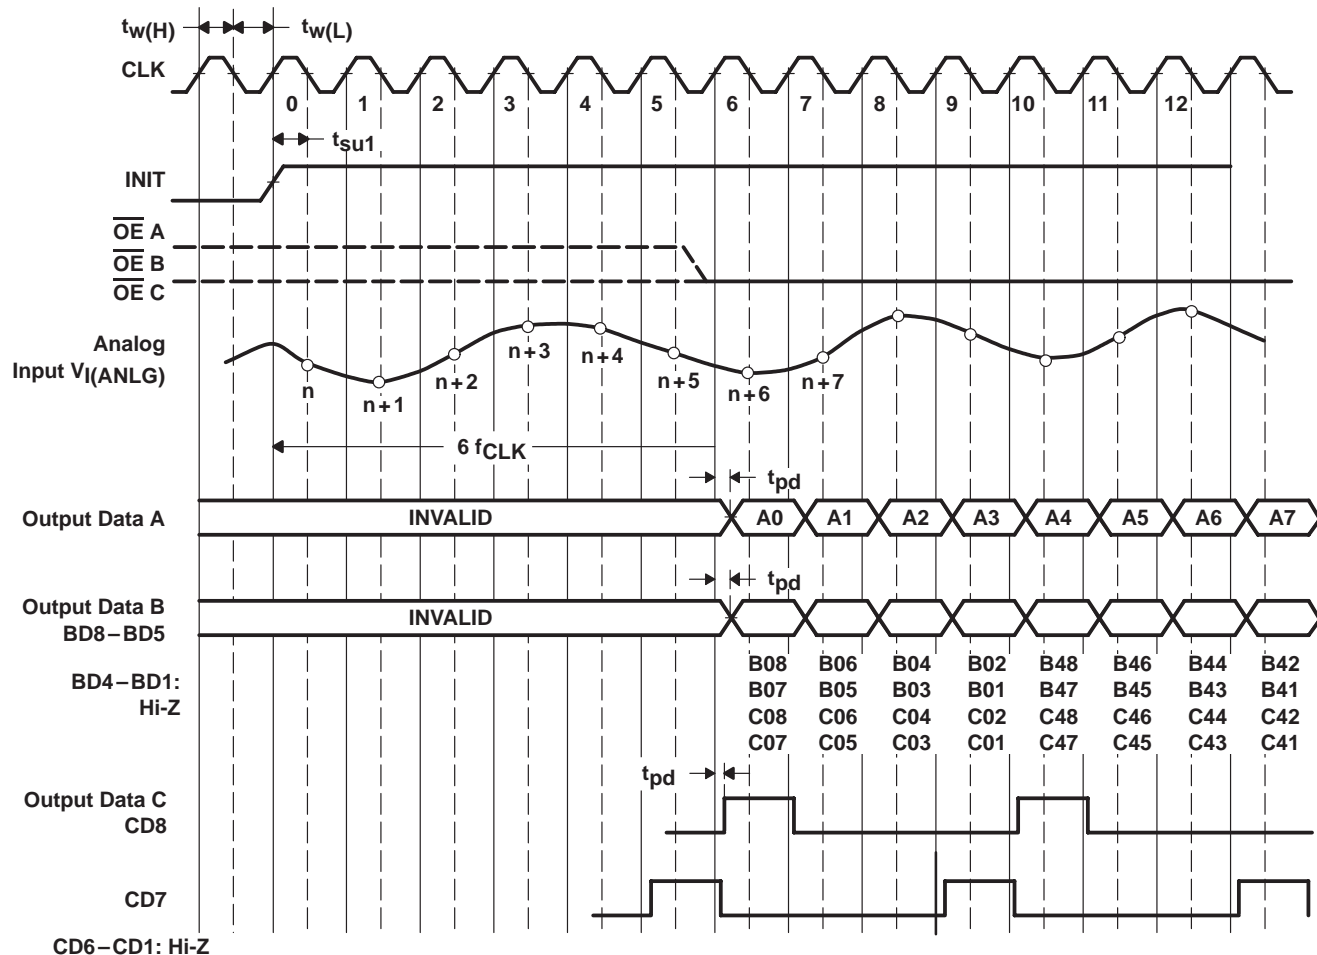 tw(H) tw(L)
CLK
0 1 2 3 4 5 6 7 8 9 10 11 12
tsu1
INIT
OE A
OE B
OE C
Analog
Input VI(ANLG)
n n+1 n+2 n+3 n+4 n+5 n+6 n+7
6 fCLK
tpd
Output Data A INVALID A0 A1 A2 A3 A4 A5 A6 A7
tpd
Output Data B
BD8–BD5
INVALID
BD4–BD1:
Hi-Z
B08 B06 B04 B02 B48 B46 B44 B42
B07 B05 B03 B01 B47 B45 B43 B41
C08 C06 C04 C02 C48 C46 C44 C42
C07 C05 C03 C01 C47 C45 C43 C41
tpd
Output Data C
CD8
CD7
CD6–CD1: Hi-Z